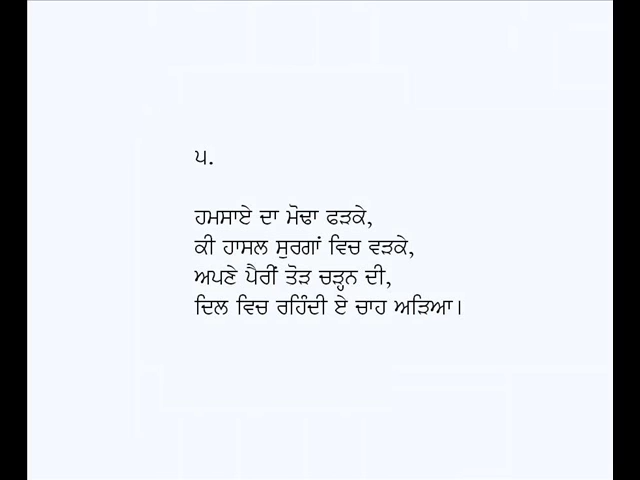 ੫.
ਹਮਸਾਏ ਦਾ ਮੋਢਾ ਫੜਕੇ,
ਕੀ ਹਾਸਲ ਸੁਰਗਾਂ ਵਿਚ ਵੜਕੇ,
ਅਪਣੇ ਪੈਰੀਂ ਤੋੜ ਚੜ੍ਹਨ ਦੀ,
ਦਿਲ ਵਿਚ ਰਹਿੰਦੀ ਏ ਚਾਹ ਅੜਿਆ।